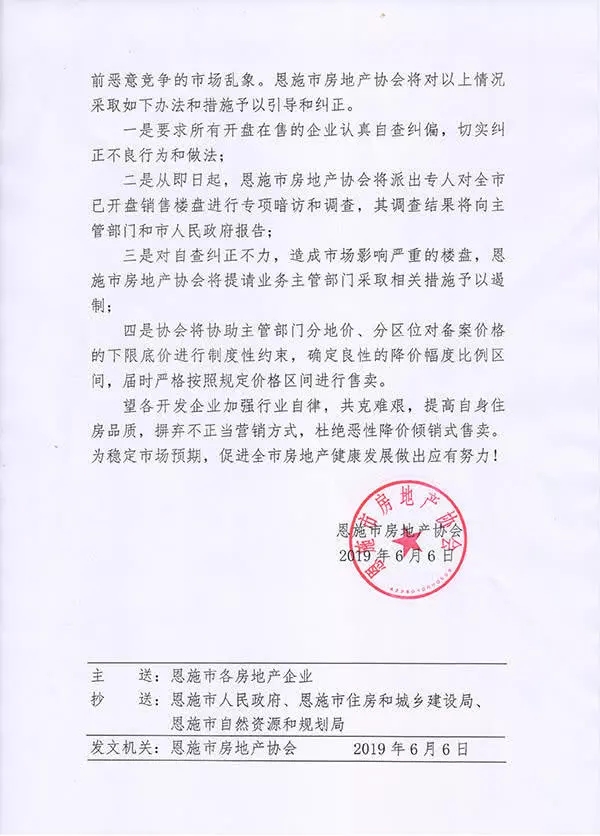 前恶意竞争的市场乱象。恩施市房地产协会将对以上情况
采取如下办法和措施予以引导和纠正。
一是要求所有开盘在售的企业认真自查纠偏，切实纠
正不良行为和做法；
二是从即日起，恩施市房地产协会将派出专人对全市
已开盘销售楼盘进行专项暗访和调查，其调查结果将向主
管部门和市人民政府报告；
三是对自查纠正不力，造成市场影响严重的楼盘，恩
施市房地产协会将提请业务主管部门采取相关措施予以遏
制；
四是协会将协助主管部门分地价、分区位对备案价格
的下限底价进行制度性约束，确定良性的降价幅度比例区
间，届时严格按照规定价格区间进行售卖。
望各开发企业加强行业自律，共克难艰，提高自身住
房品质，摒弃不正当营销方式，杜绝恶性降价倾销式售卖。
为稳定市场预期，促进全市房地产健康发展做出应有努力！
恩施市房地产协会
2019 年 6 月 6 日
恩施市房地产协会
主　　送：恩施市各房地产企业
抄　　送：恩施市人民政府、恩施市住房和城乡建设局、
恩施市自然资源和规划局
发文机关：恩施市房地产协会　　2019 年 6 月 6 日